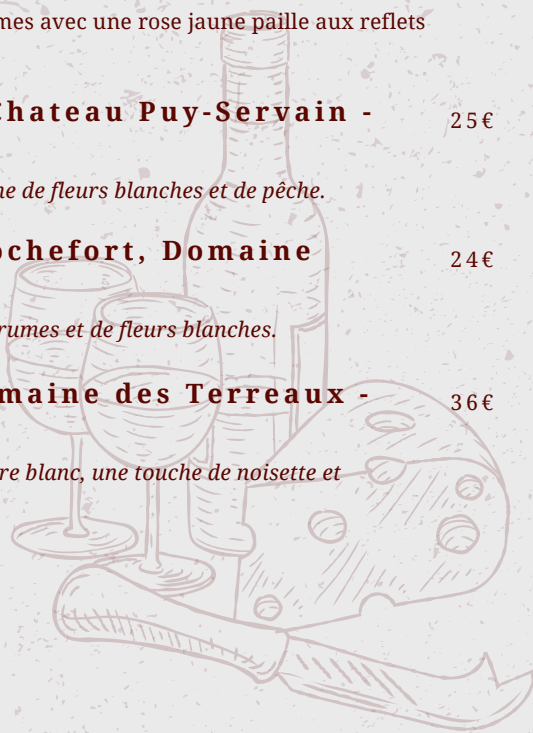 mes avec une rose jaune paille aux reflets
Chateau Puy-Servain - 25€
ne de fleurs blanches et de pêche.
ochefort, Domaine 24€
rumes et de fleurs blanches.
maine des Terreaux - 36€
re blanc, une touche de noisette et